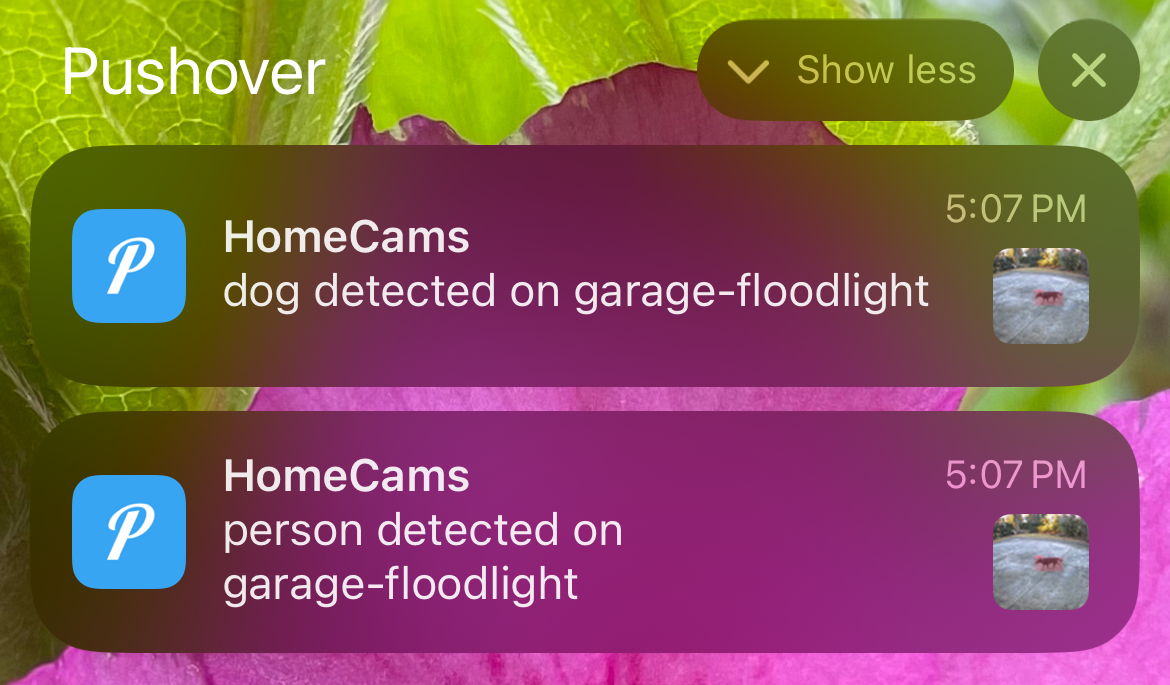 Pushover
Show less
HomeCams
5:07 PM
dog detected on garage-floodlight
HomeCams
5:07 PM
person detected on
garage-floodlight